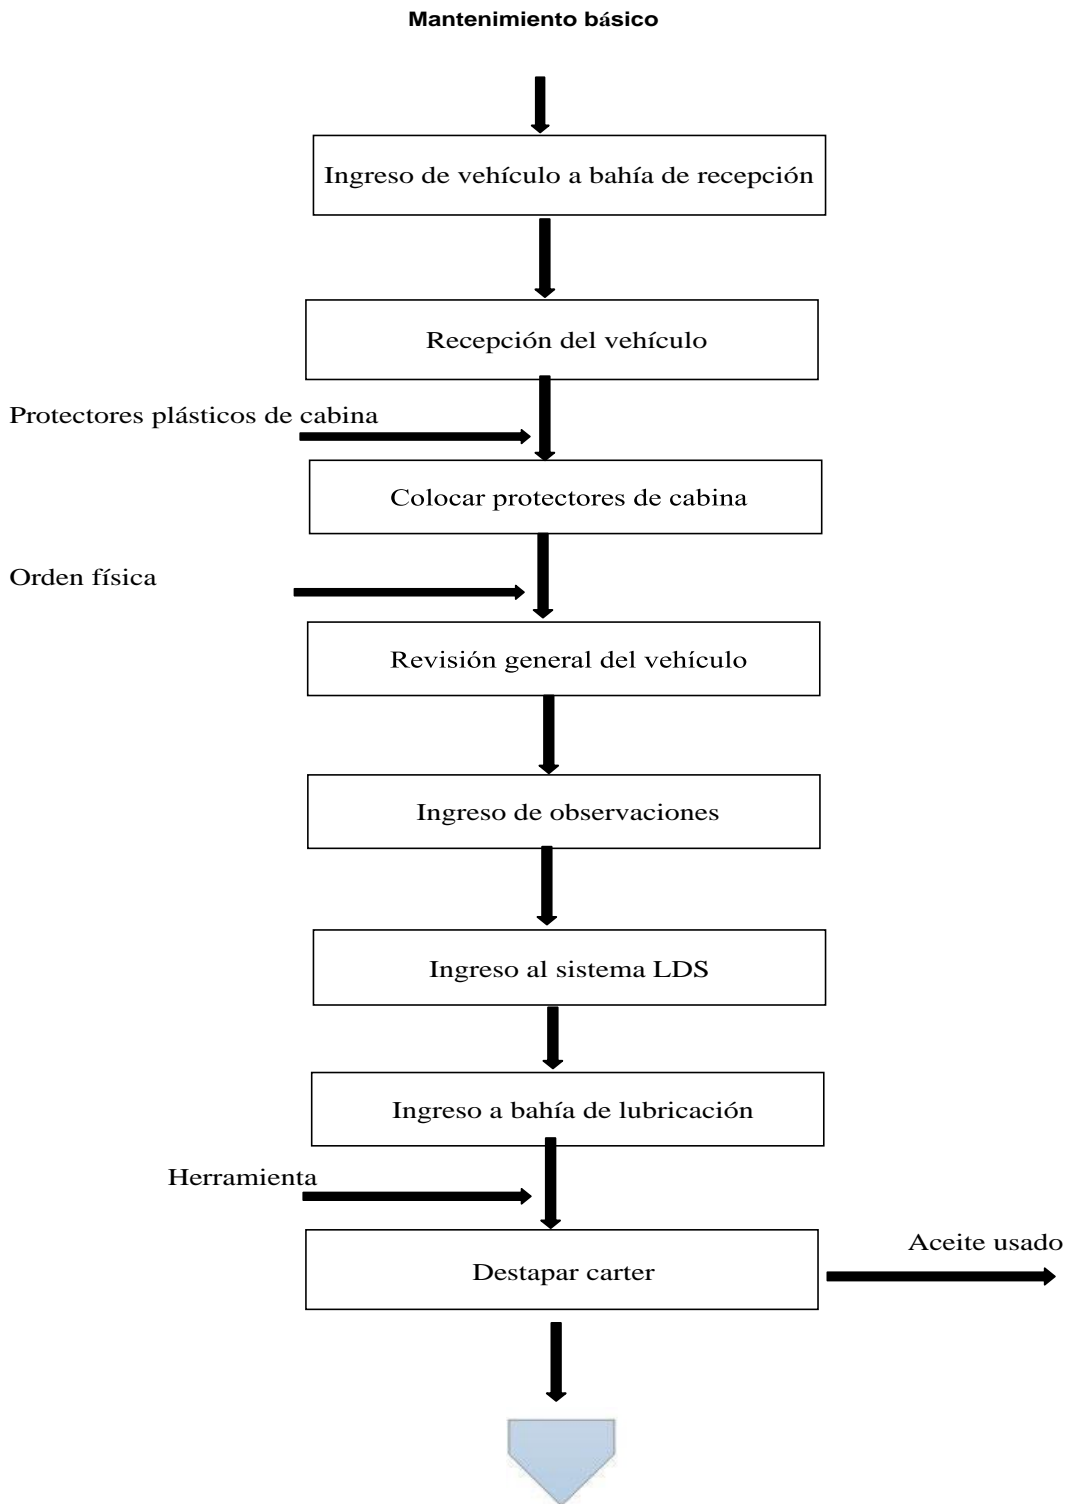 Mantenimiento básico
Ingreso de vehículo a bahía de recepción
Recepción del vehículo
Protectores plásticos de cabina
Colocar protectores de cabina
Orden física
Revisión general del vehículo
Ingreso de observaciones
Ingreso al sistema LDS
Ingreso a bahía de lubricación
Herramienta
Destapar carter
Aceite usado